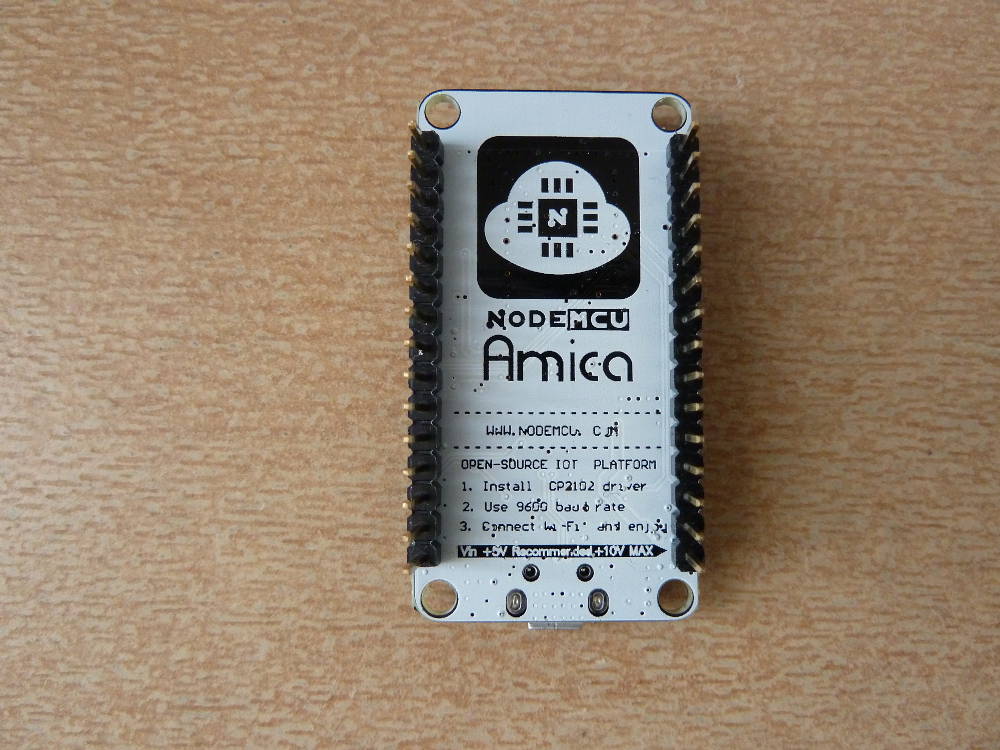 N
NODEMCU
Amica
WWW.NODEMCU.COM
OPEN-SOURCE IOT PLATFORM
1. Install CP2102 driver
2. Use 9600 baud rate
3. Connect Wi-Fi and enjoy
Vin +5V Recommended,+10V MAX